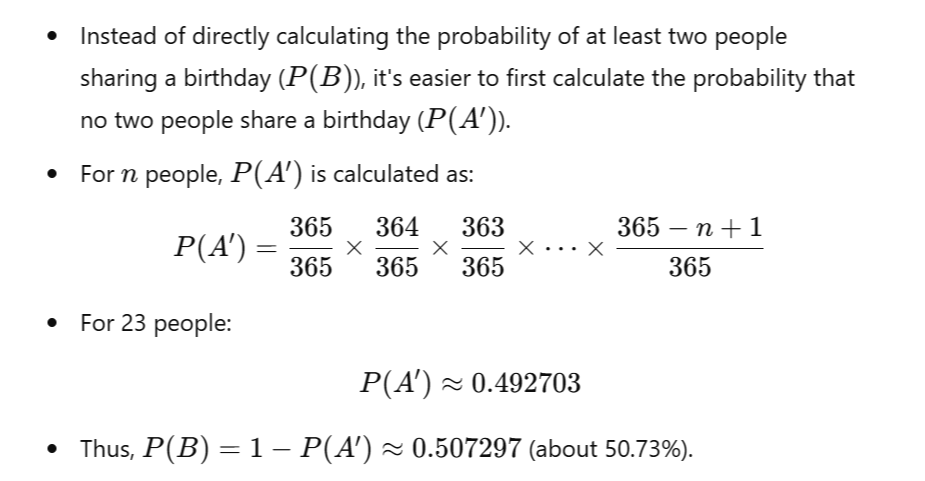 • Instead of directly calculating the probability of at least two people
sharing a birthday (P(B)), it's easier to first calculate the probability that
no two people share a birthday (P(A′)).
• For n people, P(A′) is calculated as:
P(A′) = 365/365 × 364/365 × 363/365 × ⋯ × (365 − n + 1)/365
• For 23 people:
P(A′) ≈ 0.492703
• Thus, P(B) = 1 − P(A′) ≈ 0.507297 (about 50.73%).